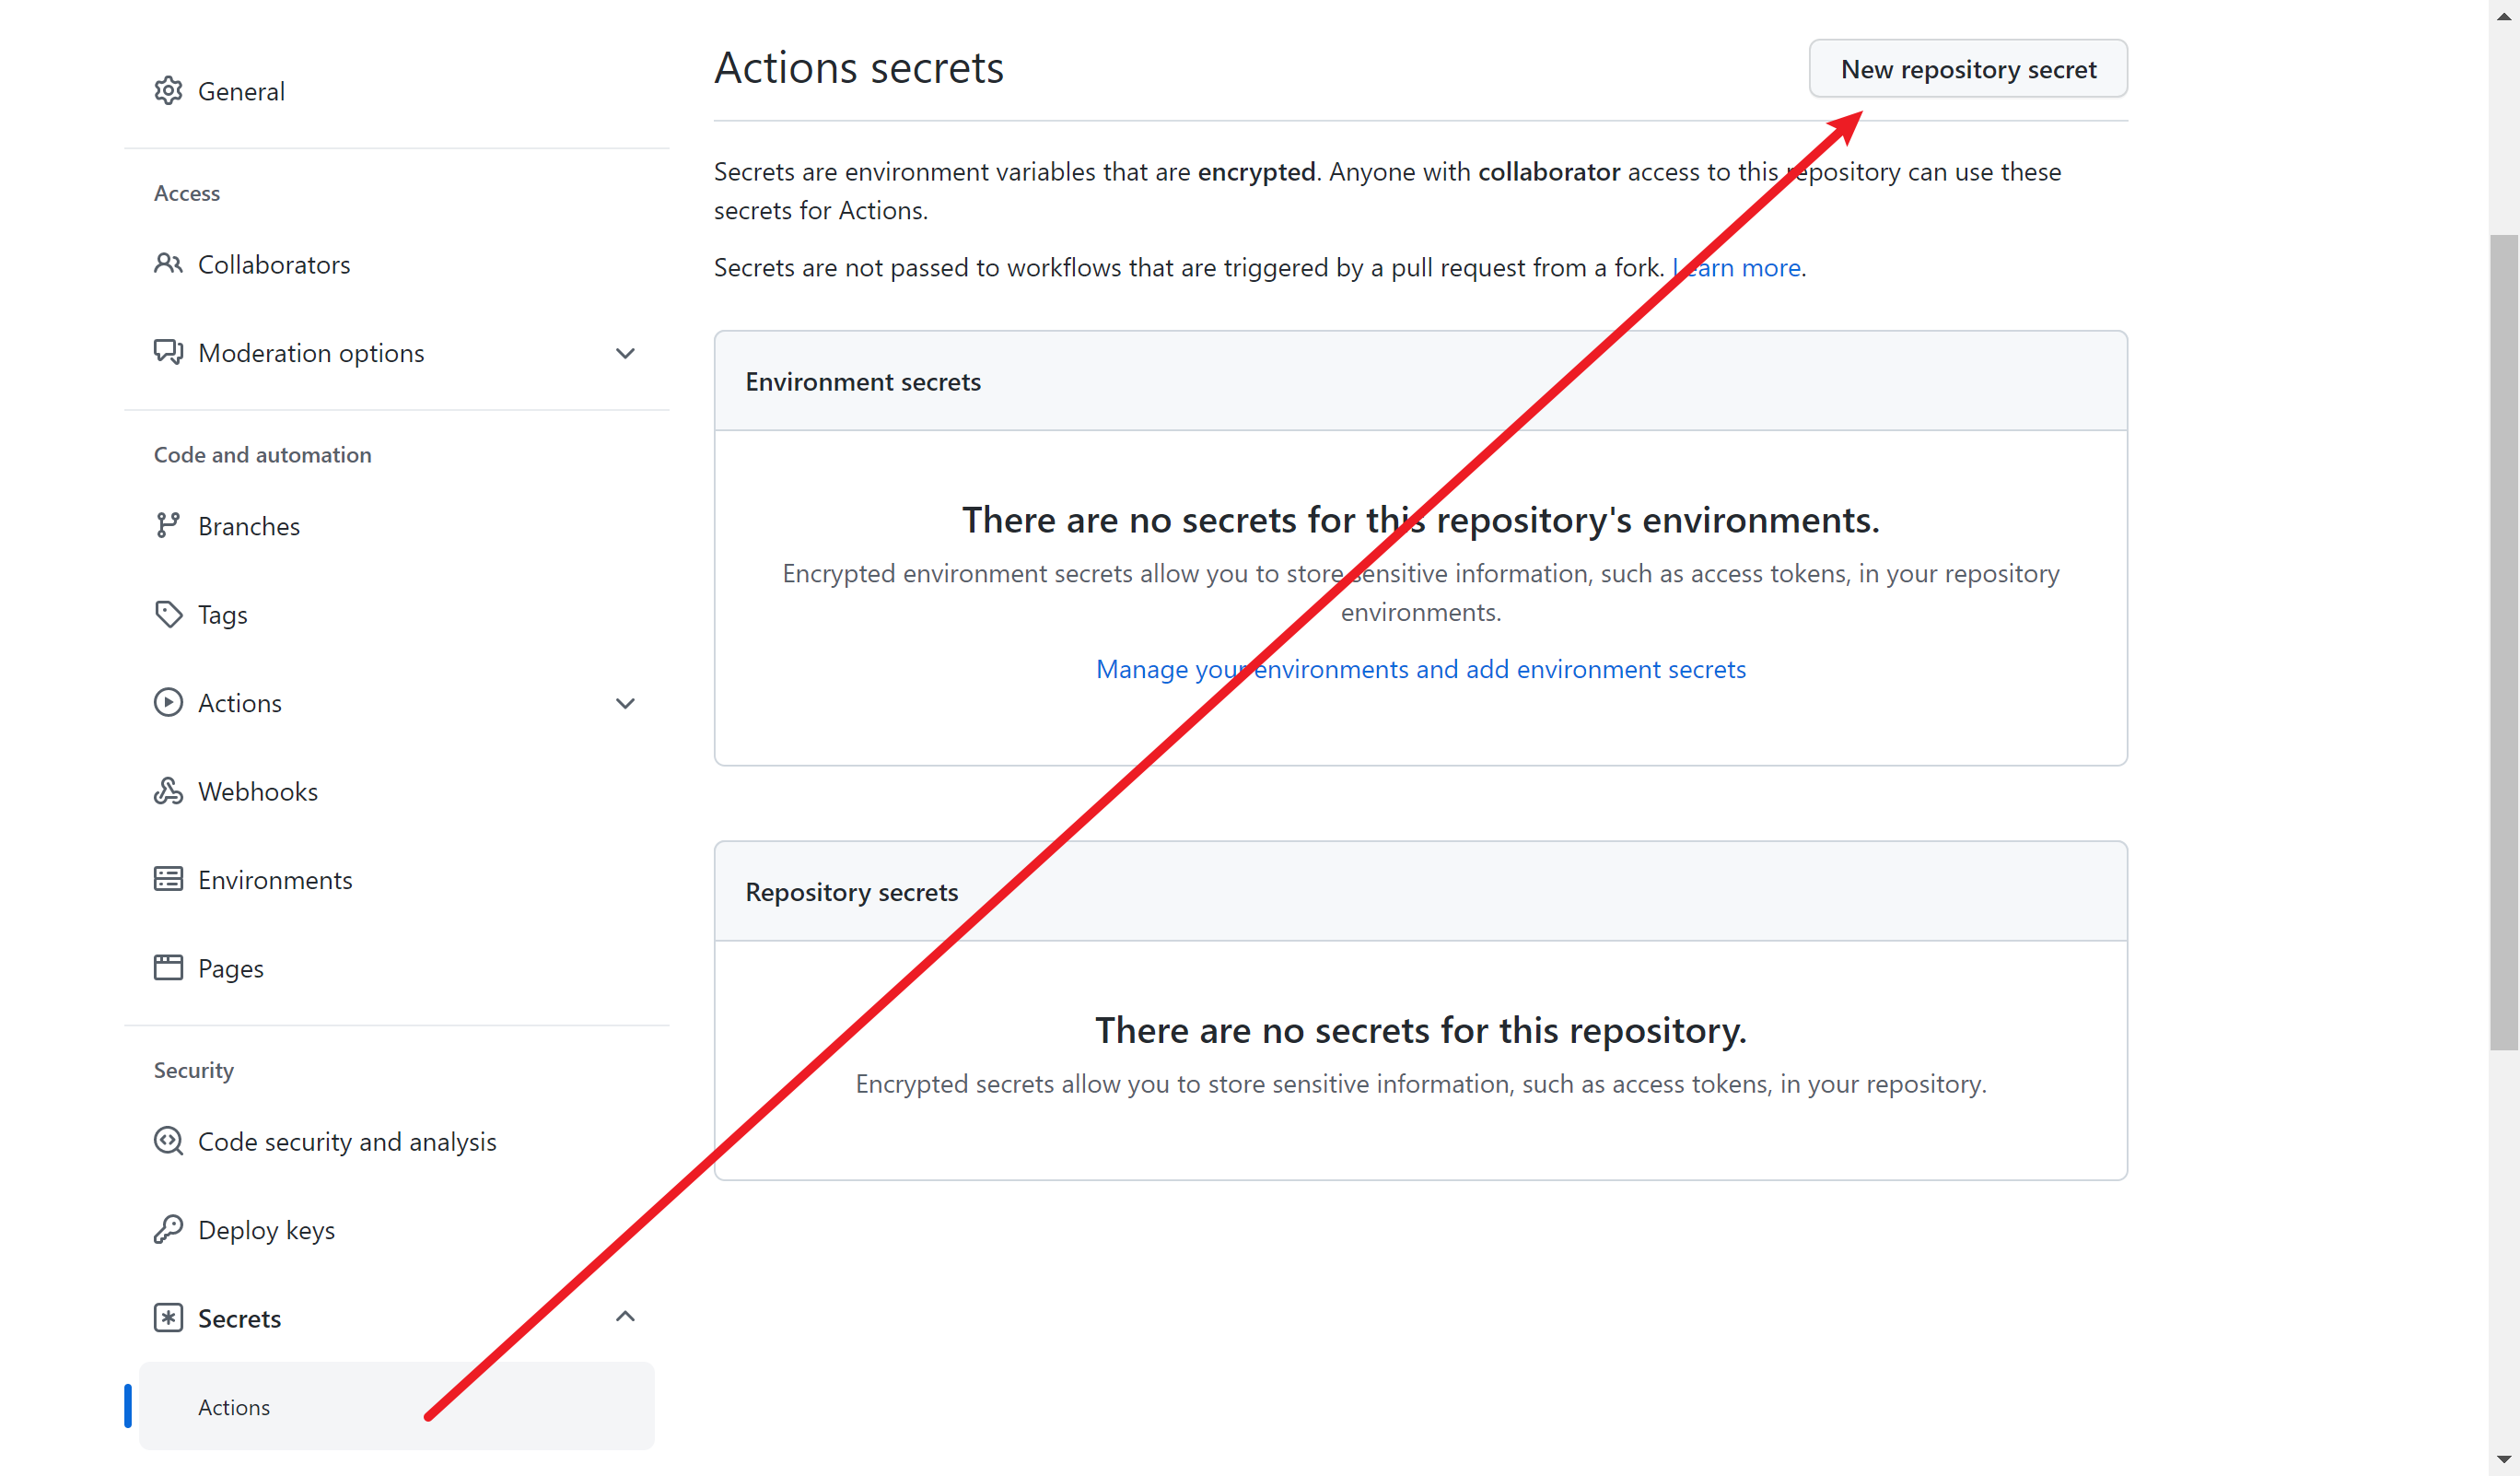 General
Access
Collaborators
Moderation options
Code and automation
Branches
Tags
Actions
Webhooks
Environments
Pages
Security
Code security and analysis
Deploy keys
Secrets
Actions
Actions secrets
New repository secret
Secrets are environment variables that are encrypted. Anyone with collaborator access to this repository can use these
secrets for Actions.
Secrets are not passed to workflows that are triggered by a pull request from a fork. Learn more.
Environment secrets
There are no secrets for this repository's environments.
Encrypted environment secrets allow you to store sensitive information, such as access tokens, in your repository
environments.
Manage your environments and add environment secrets
Repository secrets
There are no secrets for this repository.
Encrypted secrets allow you to store sensitive information, such as access tokens, in your repository.